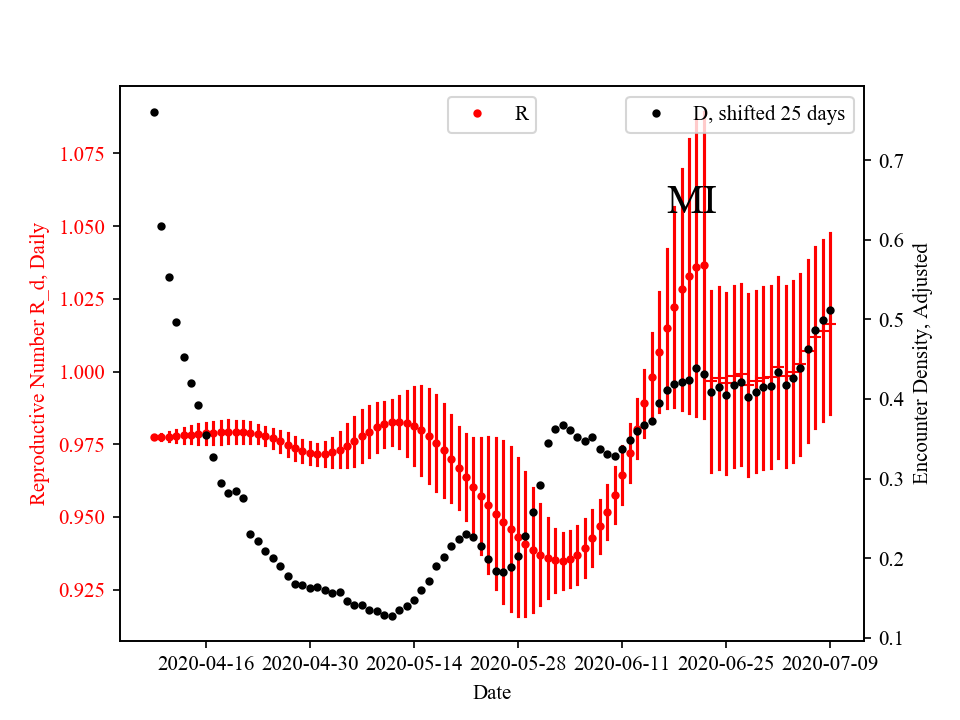 R
D, shifted 25 days
MI
Reproductive Number R_d, Daily
1.075
1.050
1.025
1.000
0.975
0.950
0.925
0.7
0.6
0.5
0.4
0.3
0.2
0.1
Encounter Density, Adjusted
2020-04-16 2020-04-30 2020-05-14 2020-05-28 2020-06-11 2020-06-25 2020-07-09
Date